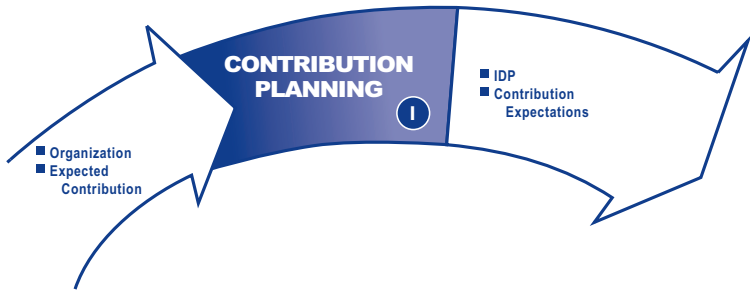 CONTRIBUTION
PLANNING
I
■ IDP
■ Contribution
Expectations
■ Organization
■ Expected
Contribution